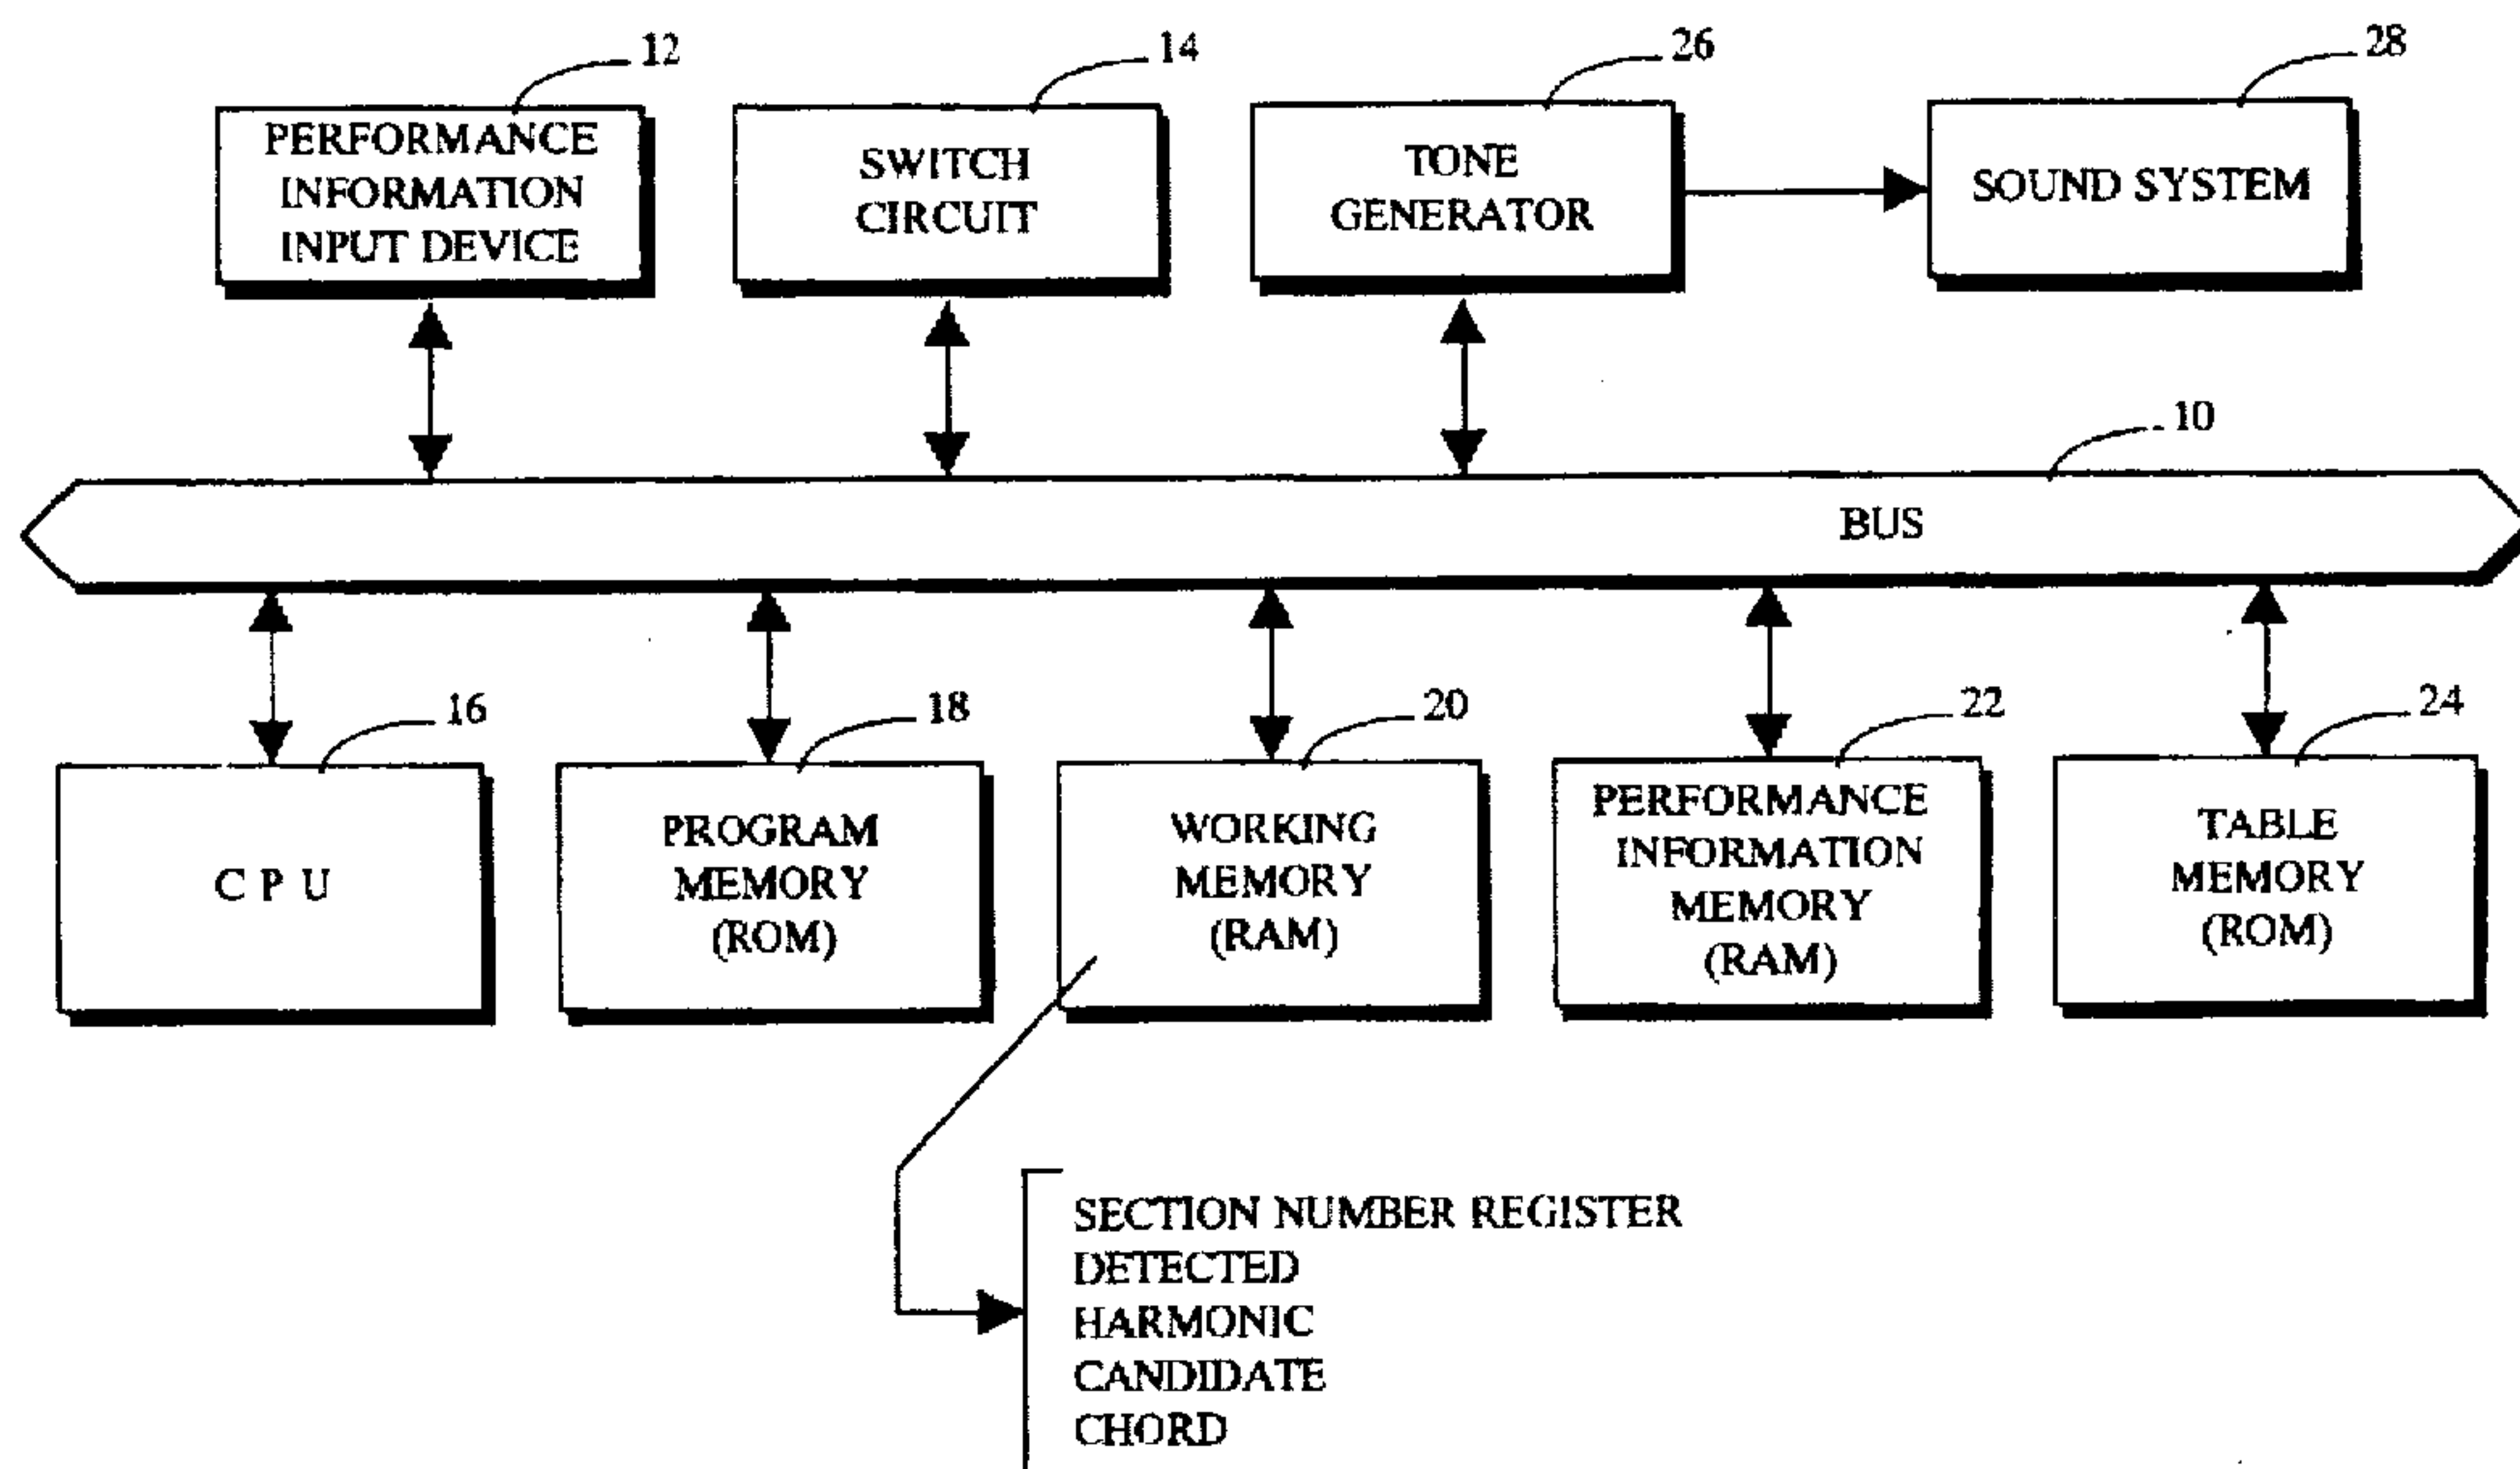 12
14
26
28
PERFORMANCE
INFORMATION
INPUT DEVICE
SWITCH
CIRCUIT
TONE
GENERATOR
SOUND SYSTEM
10
BUS
16
18
20
22
24
C P U
PROGRAM
MEMORY
(ROM)
WORKING
MEMORY
(RAM)
PERFORMANCE
INFORMATION
MEMORY
(RAM)
TABLE
MEMORY
(ROM)
SECTION NUMBER REGISTER
DETECTED
HARMONIC
CANDIDATE
CHORD